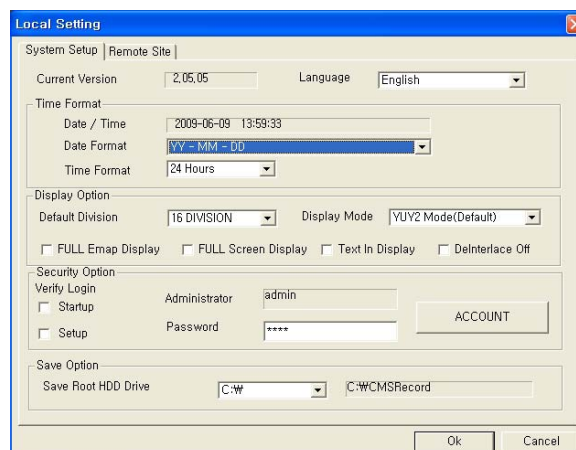 Local Setting
System Setup Remote Site
Current Version 2,05,05 Language English
Time Format
Date / Time 2009-06-09 13:59:33
Date Format YY - MM - DD
Time Format 24 Hours
Display Option
Default Division 16 DIVISION Display Mode YUY2 Mode(Default)
FULL Emap Display FULL Screen Display Text In Display DeInterlace Off
Security Option
Verify Login
Startup Administrator admin
Setup Password **** ACCOUNT
Save Option
Save Root HDD Drive C:₩ C:₩CMSRecord
Ok Cancel